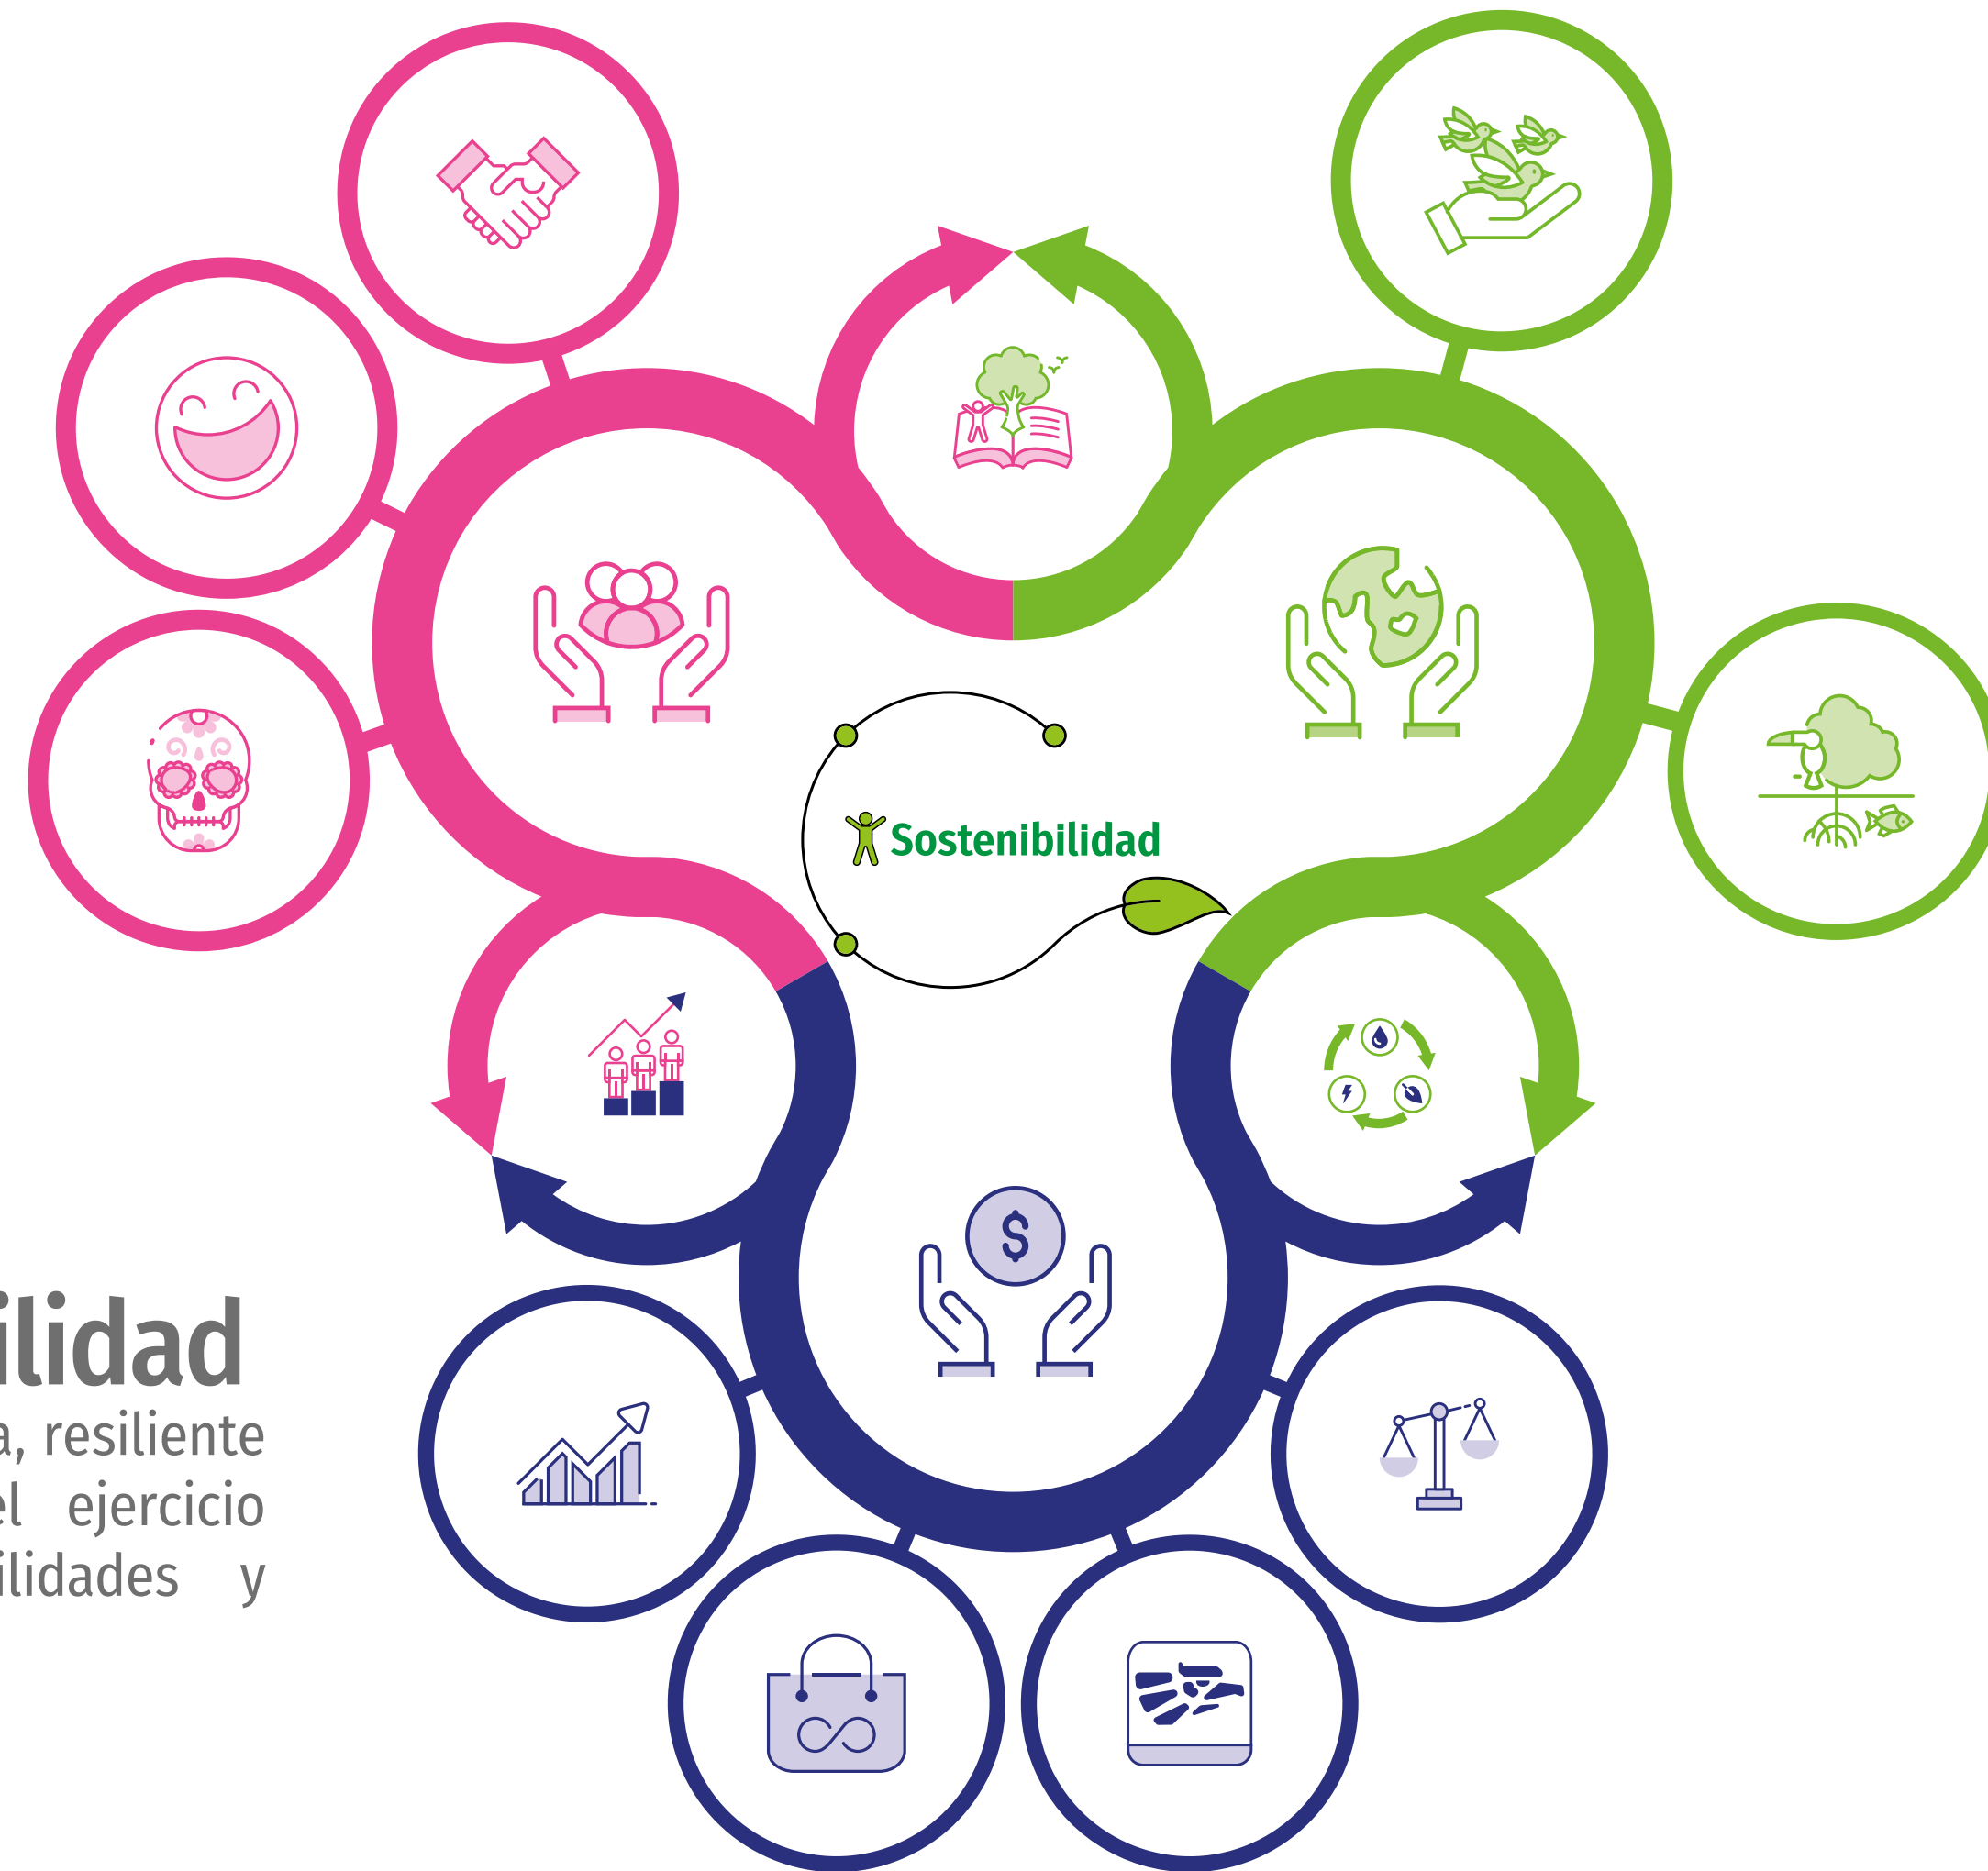 Sostenibilidad
ilidad
, resiliente
el ejercicio
ilidades y